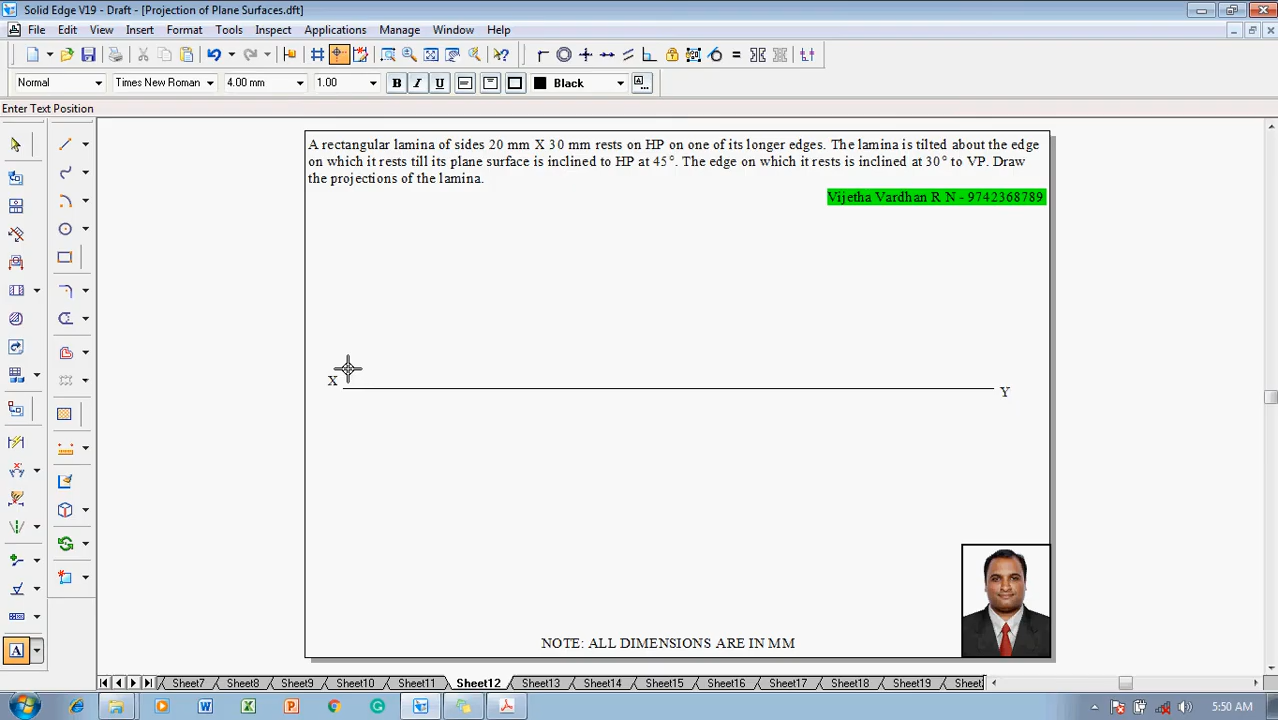 Solid Edge V19 - Draft - [Projection of Plane Surfaces.dft]
File Edit View Insert Format Tools Inspect Applications Manage Window Help
Normal Times New Roman 4.00 mm 1.00 B I U Black A
Enter Text Position
A rectangular lamina of sides 20 mm X 30 mm rests on HP on one of its longer edges. The lamina is tilted about the edge
on which it rests till its plane surface is inclined to HP at 45°. The edge on which it rests is inclined at 30° to VP. Draw
the projections of the lamina.
Vijetha Vardhan R N - 9742368789
X
Y
NOTE: ALL DIMENSIONS ARE IN MM
A
Sheet7 Sheet8 Sheet9 Sheet10 Sheet11 Sheet12 Sheet13 Sheet14 Sheet15 Sheet16 Sheet17 Sheet18 Sheet19 Sheet
5:50 AM